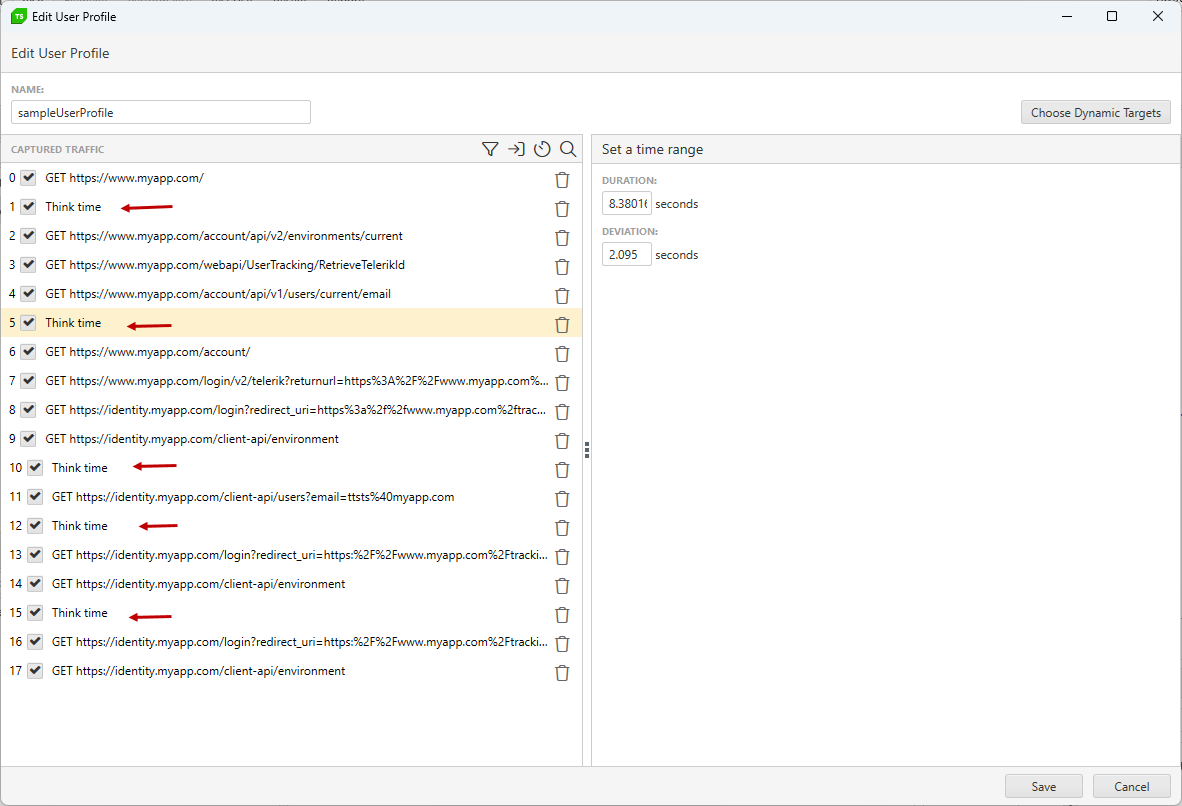 TS Edit User Profile
Edit User Profile
NAME:
sampleUserProfile
Choose Dynamic Targets
CAPTURED TRAFFIC
0 GET https://www.myapp.com/
1 Think time
2 GET https://www.myapp.com/account/api/v2/environments/current
3 GET https://www.myapp.com/webapi/UserTracking/RetrieveTelerikId
4 GET https://www.myapp.com/account/api/v1/users/current/email
5 Think time
6 GET https://www.myapp.com/account/
7 GET https://www.myapp.com/login/v2/telerik?returnurl=https%3A%2F%2Fwww.myapp.com%...
8 GET https://identity.myapp.com/login?redirect_uri=https%3a%2f%2fwww.myapp.com%2ftrac...
9 GET https://identity.myapp.com/client-api/environment
10 Think time
11 GET https://identity.myapp.com/client-api/users?email=ttsts%40myapp.com
12 Think time
13 GET https://identity.myapp.com/login?redirect_uri=https:%2F%2Fwww.myapp.com%2Ftracki...
14 GET https://identity.myapp.com/client-api/environment
15 Think time
16 GET https://identity.myapp.com/login?redirect_uri=https:%2F%2Fwww.myapp.com%2Ftracki...
17 GET https://identity.myapp.com/client-api/environment
Set a time range
DURATION:
8.38016 seconds
DEVIATION:
2.095 seconds
Save
Cancel